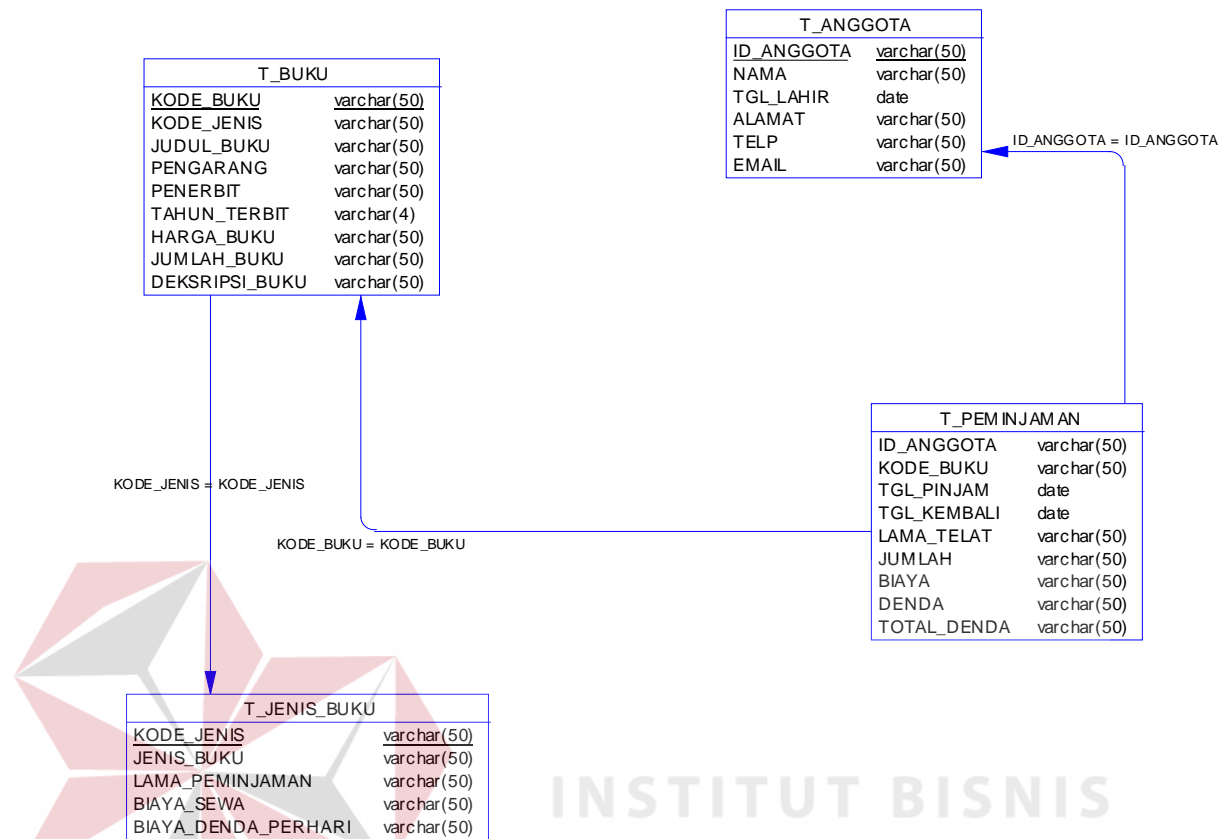 T_ANGGOTA
ID_ANGGOTA varchar(50)
NAMA varchar(50)
TGL_LAHIR date
ALAMAT varchar(50)
TELP varchar(50)
EMAIL varchar(50)
T_BUKU
KODE_BUKU varchar(50)
KODE_JENIS varchar(50)
JUDUL_BUKU varchar(50)
PENGARANG varchar(50)
PENERBIT varchar(50)
TAHUN_TERBIT varchar(4)
HARGA_BUKU varchar(50)
JUMLAH_BUKU varchar(50)
DEKSRIPSI_BUKU varchar(50)
ID_ANGGOTA = ID_ANGGOTA
T_PEMINJAMAN
ID_ANGGOTA varchar(50)
KODE_BUKU varchar(50)
TGL_PINJAM date
TGL_KEMBALI date
LAMA_TELAT varchar(50)
JUMLAH varchar(50)
BIAYA varchar(50)
DENDA varchar(50)
TOTAL_DENDA varchar(50)
KODE_JENIS = KODE_JENIS
KODE_BUKU = KODE_BUKU
T_JENIS_BUKU
KODE_JENIS varchar(50)
JENIS_BUKU varchar(50)
LAMA_PEMINJAMAN varchar(50)
BIAYA_SEWA varchar(50)
BIAYA_DENDA_PERHARI varchar(50)
INSTITUT BISNIS